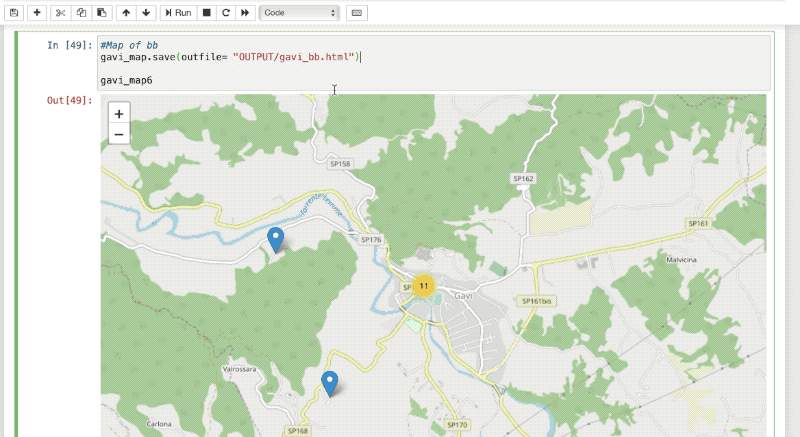 Run
Code
In [49]:
#Map of bb
gavi_map.save(outfile= "OUTPUT/gavi_bb.html")
gavi_map6
Out[49]:
+
−
SP158
SP162
Torrente Lemme
SP161
SP176
Malvicina
11
Gavi
SP161bis
Valrossara
Carlona
SP168
SP170